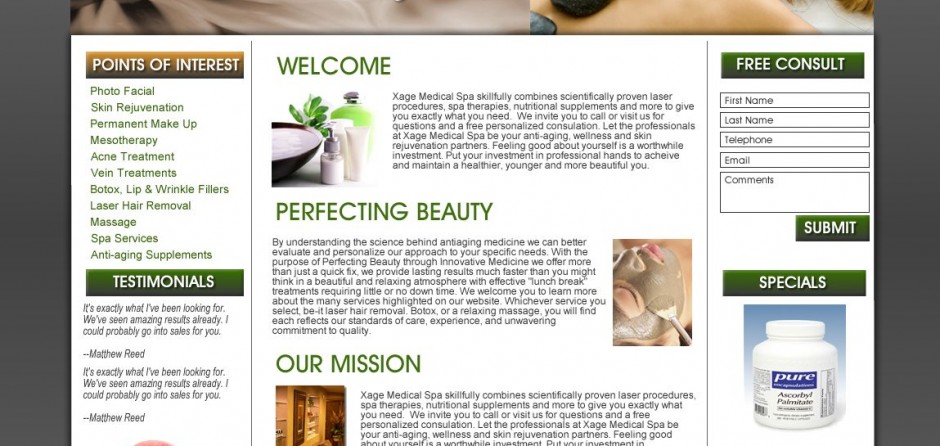 POINTS OF INTEREST
Photo Facial
Skin Rejuvenation
Permanent Make Up
Mesotherapy
Acne Treatment
Vein Treatments
Botox, Lip & Wrinkle Fillers
Laser Hair Removal
Massage
Spa Services
Anti-aging Supplements
TESTIMONIALS
It's exactly what I've been looking for.
We've seen amazing results already. I
could probably go into sales for you.
--Matthew Reed
It's exactly what I've been looking for.
We've seen amazing results already. I
could probably go into sales for you.
--Matthew Reed
WELCOME
Xage Medical Spa skillfully combines scientifically proven laser
procedures, spa therapies, nutritional supplements and more to give
you exactly what you need. We invite you to call or visit us for
questions and a free personalized consulation. Let the professionals
at Xage Medical Spa be your anti-aging, wellness and skin
rejuvenation partners. Feeling good about yourself is a worthwhile
investment. Put your investment in professional hands to acheive
and maintain a healthier, younger and more beautiful you.
PERFECTING BEAUTY
By understanding the science behind antiaging medicine we can better
evaluate and personalize our approach to your specific needs. With the
purpose of Perfecting Beauty through Innovative Medicine we offer more
than just a quick fix, we provide lasting results much faster than you might
think in a beautiful and relaxing atmosphere with effective "lunch break"
treatments requiring little or no down time. We welcome you to learn more
about the many services highlighted on our website. Whichever service you
select, be-it laser hair removal. Botox, or a relaxing massage, you will find
each reflects our standards of care, experience, and unwavering
commitment to quality.
OUR MISSION
Xage Medical Spa skillfully combines scientifically proven laser procedures,
spa therapies, nutritional supplements and more to give you exactly what
you need. We invite you to call or visit us for questions and a free
personalized consulation. Let the professionals at Xage Medical Spa be
your anti-aging, wellness and skin rejuvenation partners. Feeling good
about yourself is a worthwhile investment. Put your investment in
FREE CONSULT
First Name
Last Name
Telephone
Email
Comments
SUBMIT
SPECIALS
pure
encapsulations
Ascorbyl
Palmitate